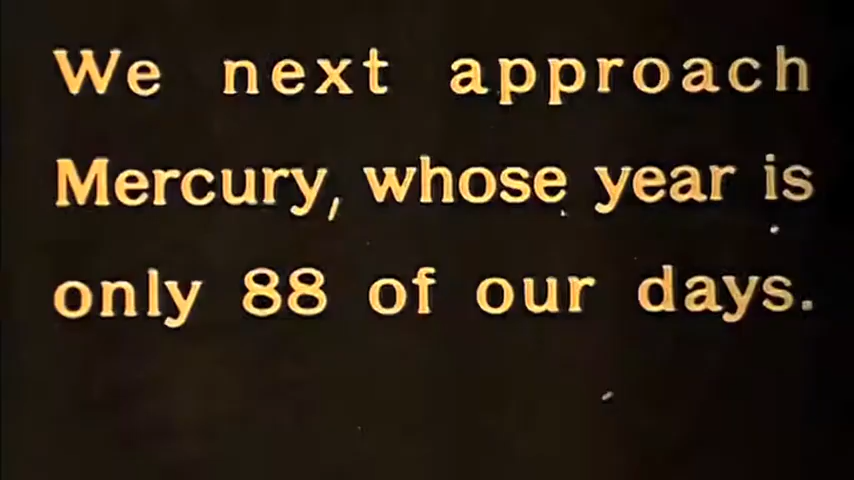 We next approach
Mercury, whose year is
only 88 of our days.